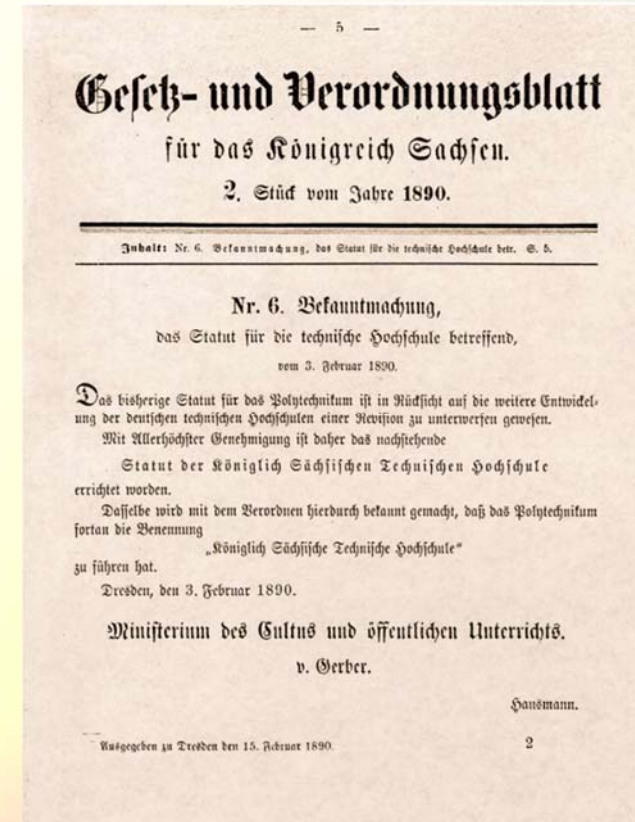 — 5 —
Gesetz- und Verordnungsblatt
für das Königreich Sachsen.
2. Stück vom Jahre 1890.
Inhalt: Nr. 6. Bekanntmachung, das Statut für die technische Hochschule betr. S. 5.
Nr. 6. Bekanntmachung,
das Statut für die technische Hochschule betreffend,
vom 3. Februar 1890.
Das bisherige Statut für das Polytechnikum ist in Rücksicht auf die weitere Entwickel-
ung der deutschen technischen Hochschulen einer Revision zu unterwerfen gewesen.
Mit Allerhöchster Genehmigung ist daher das nachstehende
Statut der Königlich Sächsischen Technischen Hochschule
errichtet worden.
Dasselbe wird mit dem Verordnen hierdurch bekannt gemacht, daß das Polytechnikum
fortan die Benennung
„Königlich Sächsische Technische Hochschule“
zu führen hat.
Dresden, den 3. Februar 1890.
Ministerium des Cultus und öffentlichen Unterrichts.
v. Gerber.
Hausmann.
Ausgegeben zu Dresden den 15. Februar 1890.
2